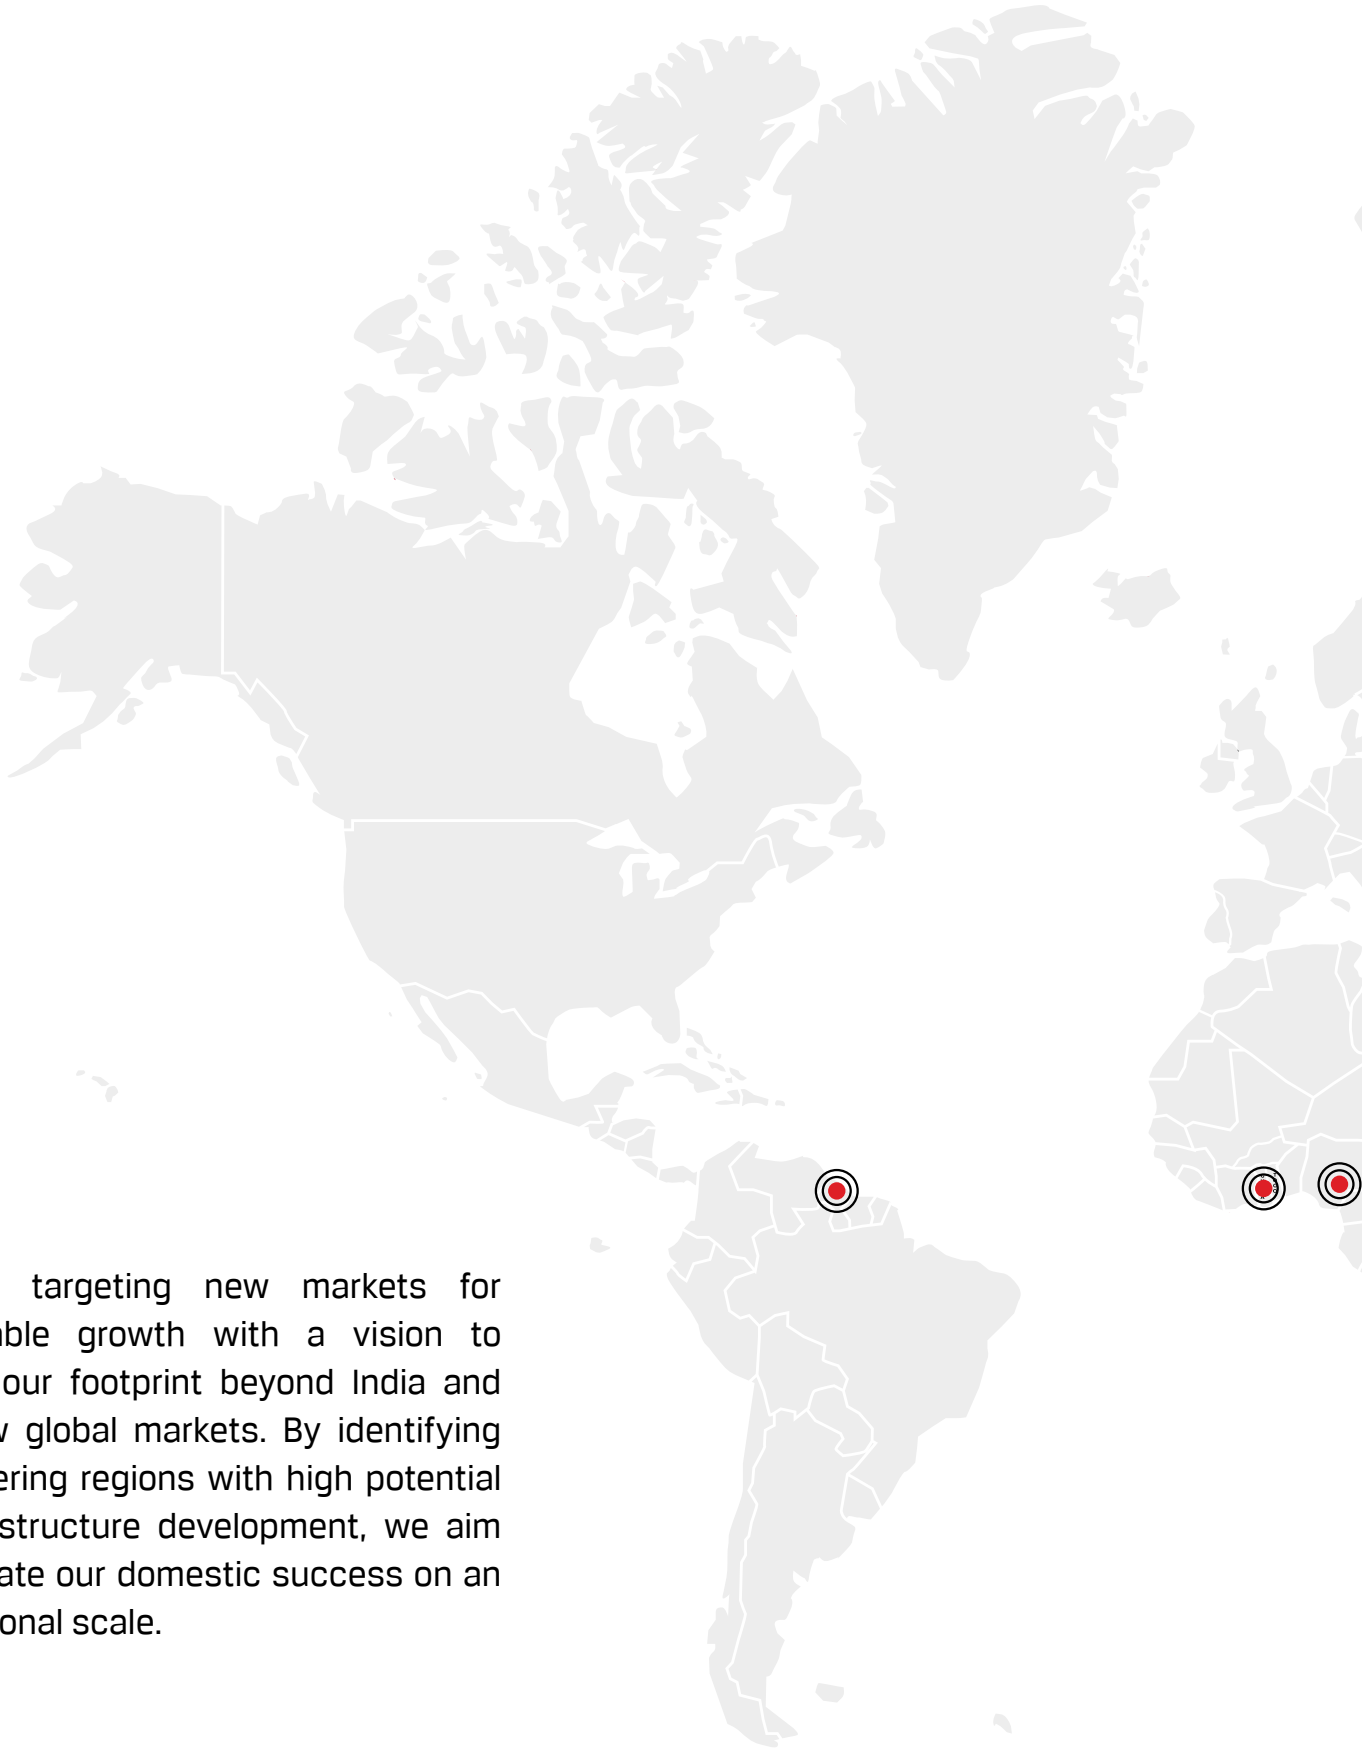 targeting new markets for
able growth with a vision to
our footprint beyond India and
w global markets. By identifying
ering regions with high potential
structure development, we aim
ate our domestic success on an
onal scale.